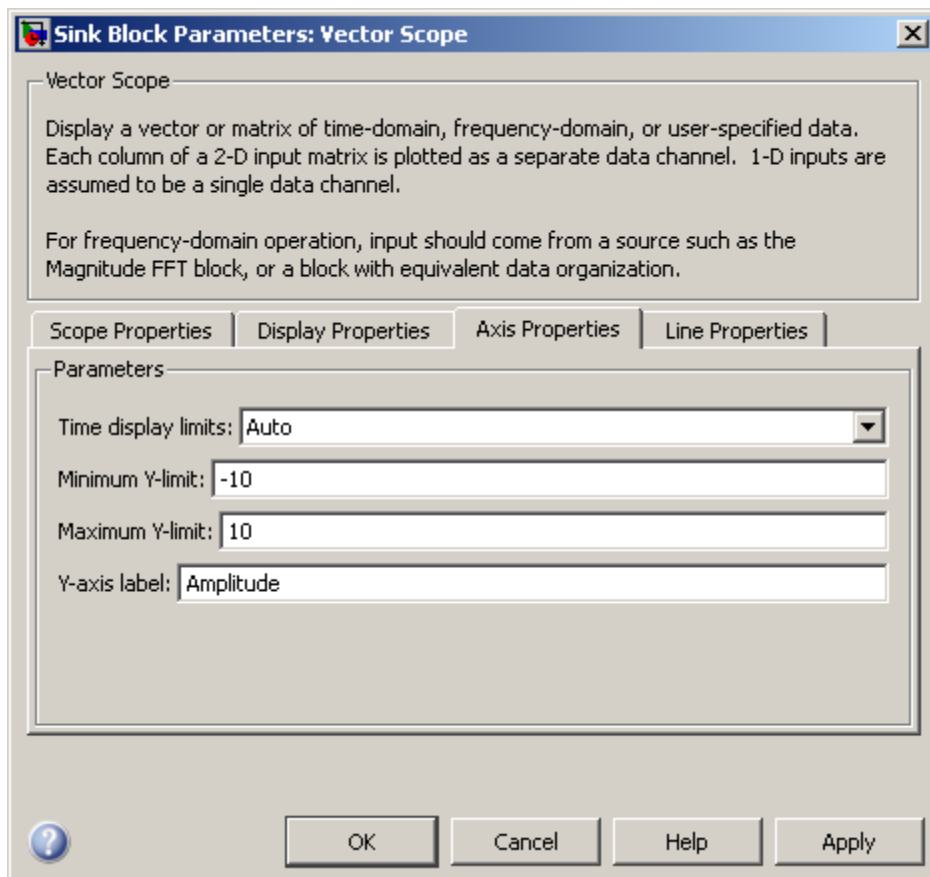 Sink Block Parameters: Vector Scope
Vector Scope
Display a vector or matrix of time-domain, frequency-domain, or user-specified data.
Each column of a 2-D input matrix is plotted as a separate data channel.  1-D inputs are
assumed to be a single data channel.
For frequency-domain operation, input should come from a source such as the
Magnitude FFT block, or a block with equivalent data organization.
Scope Properties Display Properties Axis Properties Line Properties
Parameters
Time display limits: Auto
Minimum Y-limit: -10
Maximum Y-limit: 10
Y-axis label: Amplitude
? OK Cancel Help Apply